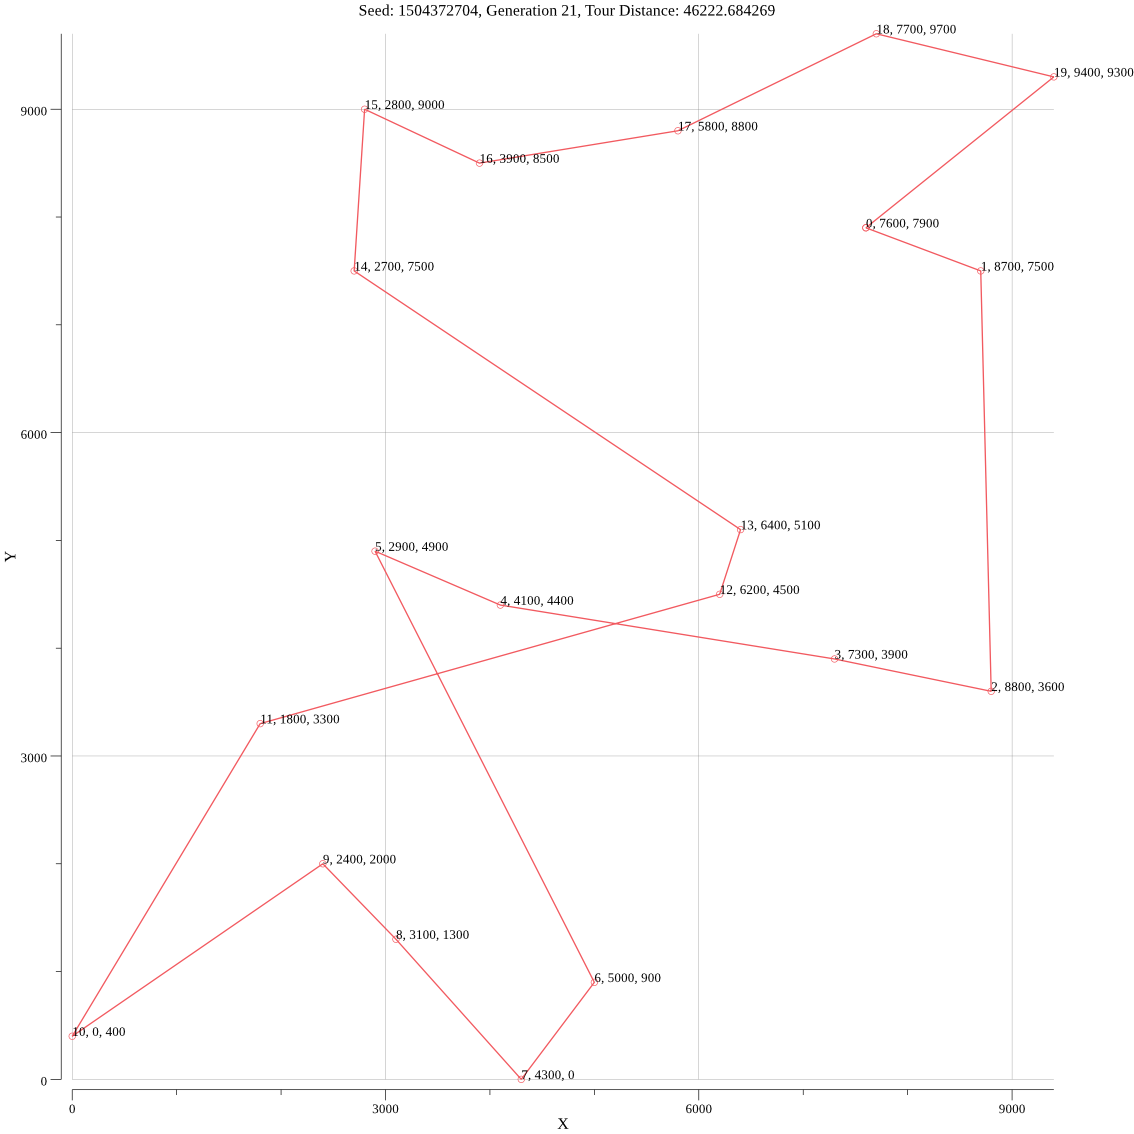 Seed: 1504372704, Generation 21, Tour Distance: 46222.684269
18, 7700, 9700
19, 9400, 9300
15, 2800, 9000
9000
17, 5800, 8800
16, 3900, 8500
0, 7600, 7900
14, 2700, 7500
1, 8700, 7500
6000
13, 6400, 5100
5, 2900, 4900
Y
12, 6200, 4500
4, 4100, 4400
3, 7300, 3900
2, 8800, 3600
11, 1800, 3300
3000
9, 2400, 2000
8, 3100, 1300
6, 5000, 900
10, 0, 400
7, 4300, 0
0
0
3000
6000
9000
X